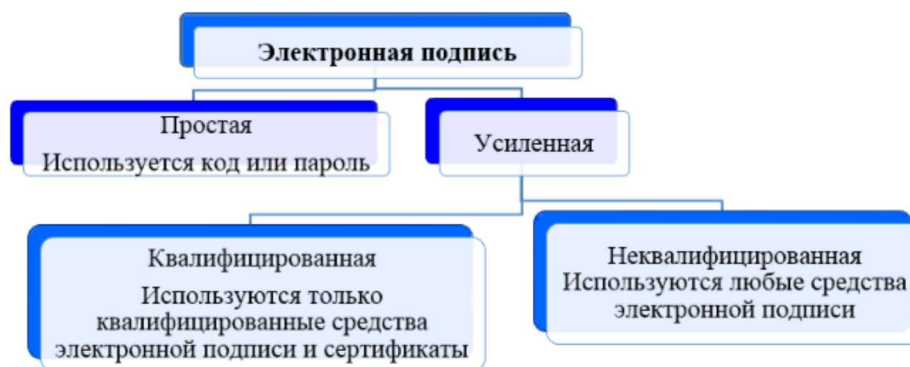 Электронная подпись
Простая
Используется код или пароль
Усиленная
Квалифицированная
Используются только
квалифицированные средства
электронной подписи и сертификаты
Неквалифицированная
Используются любые средства
электронной подписи